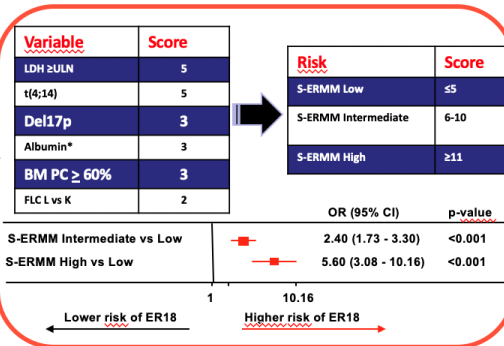 Variable Score
LDH ≥ULN 5
t(4;14) 5
Del17p 3
Albumin* 3
BM PC ≥ 60% 3
FLC L vs K 2
Risk Score
S-ERMM Low ≤5
S-ERMM Intermediate 6-10
S-ERMM High ≥11
OR (95% CI) p-value
S-ERMM Intermediate vs Low 2.40 (1.73 - 3.30) <0.001
S-ERMM High vs Low 5.60 (3.08 - 10.16) <0.001
1 10.16
Lower risk of ER18 Higher risk of ER18